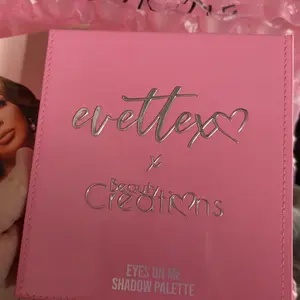 evettexo
x
Beauty
Creations
EYES ON ME
SHADOW PALETTE